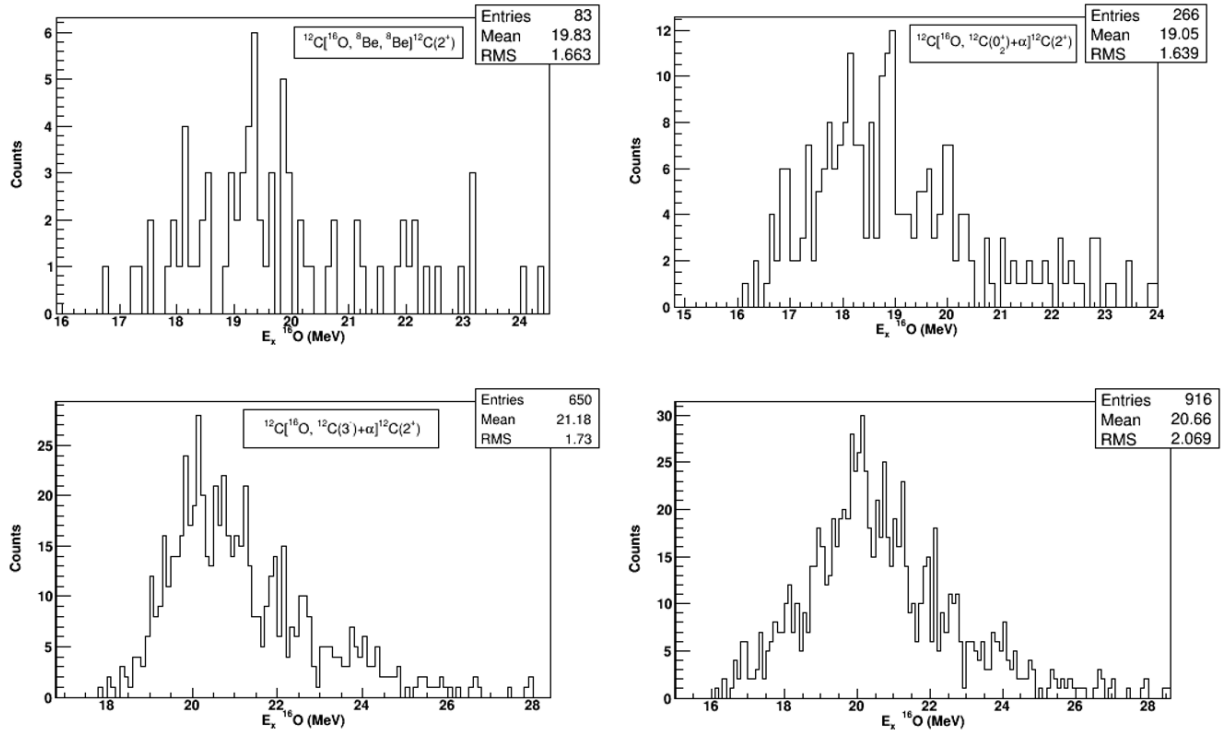 Entries 83
Mean 19.83
RMS 1.663
¹²C[¹⁶O, ⁸Be, ⁸Be]¹²C(2⁺)
Counts
6
5
4
3
2
1
0
16 17 18 19 20 21 22 23 24
Eₓ ¹⁶O (MeV)
Entries 266
Mean 19.05
RMS 1.639
¹²C[¹⁶O, ¹²C(0₂⁺)+α]¹²C(2⁺)
Counts
12
10
8
6
4
2
0
15 16 17 18 19 20 21 22 23 24
Eₓ ¹⁶O (MeV)
Entries 650
Mean 21.18
RMS 1.73
¹²C[¹⁶O, ¹²C(3⁻)+α]¹²C(2⁺)
Counts
25
20
15
10
5
0
18 20 22 24 26 28
Eₓ ¹⁶O (MeV)
Entries 916
Mean 20.66
RMS 2.069
Counts
30
25
20
15
10
5
0
16 18 20 22 24 26 28
Eₓ ¹⁶O (MeV)